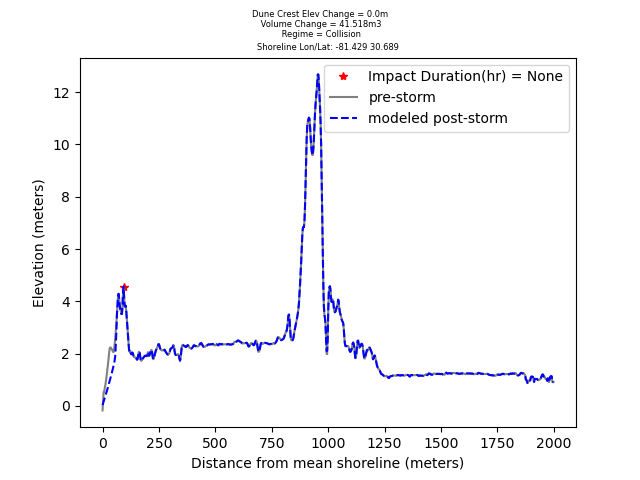 Dune Crest Elev Change = 0.0m
Volume Change = 41.518m3
Regime = Collision
Shoreline Lon/Lat: -81.429 30.689
Impact Duration(hr) = None
pre-storm
modeled post-storm
12
10
8
6
4
2
0
Elevation (meters)
0 250 500 750 1000 1250 1500 1750 2000
Distance from mean shoreline (meters)